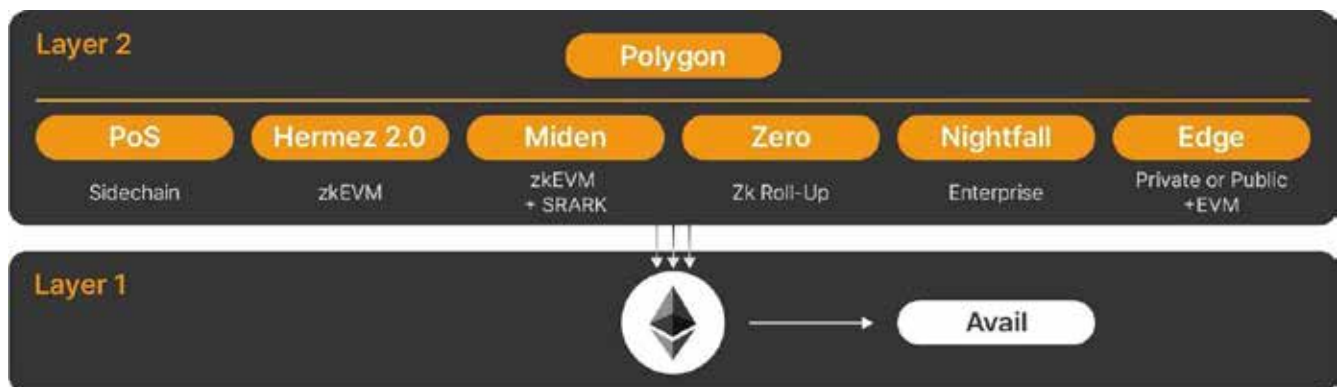 Layer 2
Polygon
PoS
Hermez 2.0
Miden
Zero
Nightfall
Edge
Sidechain
zkEVM
zkEVM
+ SRARK
Zk Roll-Up
Enterprise
Private or Public
+EVM
Layer 1
Avail